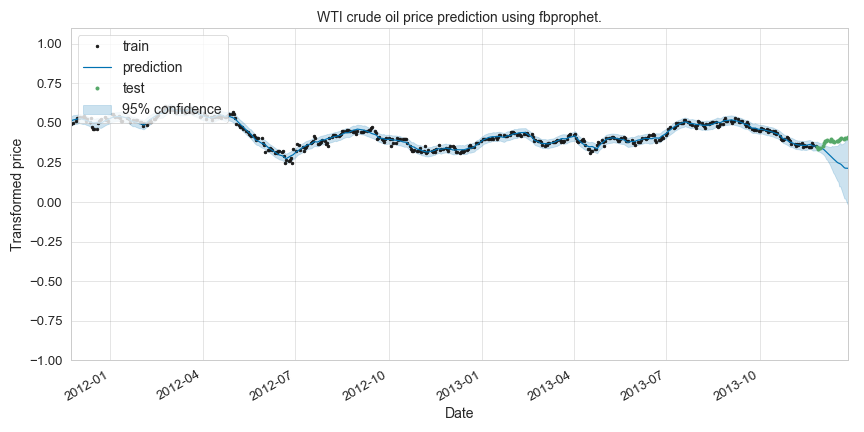 WTI crude oil price prediction using fbprophet.
train
prediction
test
95% confidence
Transformed price
1.00
0.75
0.50
0.25
0.00
−0.25
−0.50
−0.75
−1.00
2012-01
2012-04
2012-07
2012-10
2013-01
2013-04
2013-07
2013-10
Date